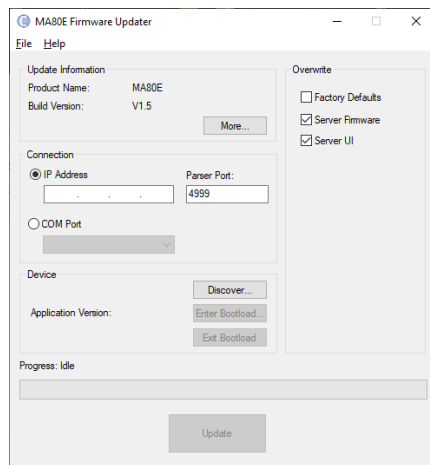 MA80E Firmware Updater
File Help
Update Information
Product Name: MA80E
Build Version: V1.5
More...
Connection
IP Address
Parser Port:
. . . 4999
COM Port
Device
Discover...
Application Version: Enter Bootload...
Exit Bootload
Progress: Idle
Update
Overwrite
Factory Defaults
Server Firmware
Server UI